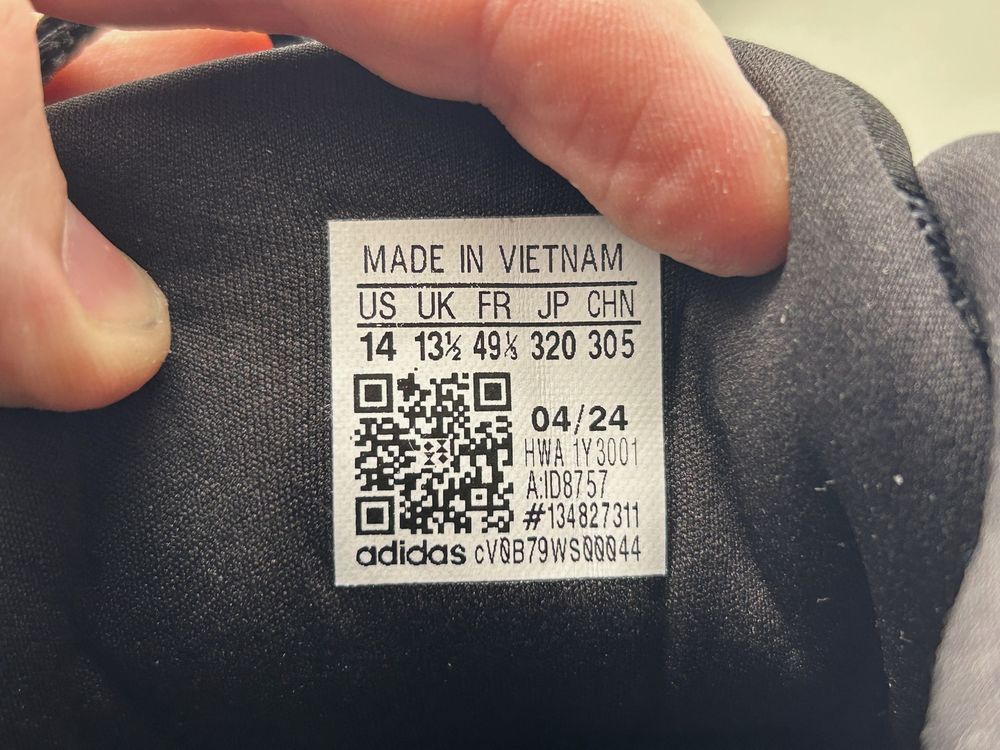 MADE IN VIETNAM
US UK FR JP CHN
14 13½ 49⅓ 320 305
04/24
HWA 1Y3001
A:ID8757
#134827311
adidas cV0B79WS00044